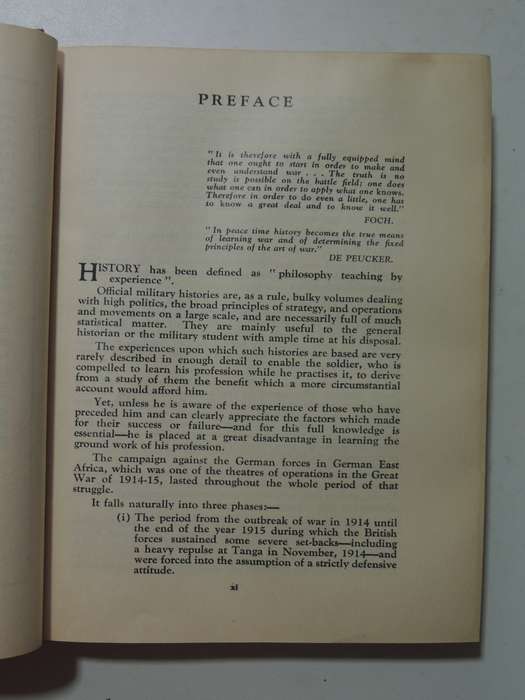 PREFACE
"It is therefore with a fully equipped mind
that one ought to start in order to make and
even understand war . . . The truth is no
study is possible on the battle field; one does
what one can in order to apply what one knows.
Therefore in order to do even a little, one has
to know a great deal and to know it well."
FOCH.
"In peace time history becomes the true means
of learning war and of determining the fixed
principles of the art of war."
DE PEUCKER.
HISTORY has been defined as "philosophy teaching by
experience".
Official military histories are, as a rule, bulky volumes dealing
with high politics, the broad principles of strategy, and operations
and movements on a large scale, and are necessarily full of much
statistical matter. They are mainly useful to the general
historian or the military student with ample time at his disposal.
The experiences upon which such histories are based are very
rarely described in enough detail to enable the soldier, who is
compelled to learn his profession while he practises it, to derive
from a study of them the benefit which a more circumstantial
account would afford him.
Yet, unless he is aware of the experience of those who have
preceded him and can clearly appreciate the factors which made
for their success or failure—and for this full knowledge is
essential—he is placed at a great disadvantage in learning the
ground work of his profession.
The campaign against the German forces in German East
Africa, which was one of the theatres of operations in the Great
War of 1914-15, lasted throughout the whole period of that
struggle.
It falls naturally into three phases:—
(i) The period from the outbreak of war in 1914 until
the end of the year 1915 during which the British
forces sustained some severe set-backs—including
a heavy repulse at Tanga in November, 1914—and
were forced into the assumption of a strictly defensive
attitude.
xi